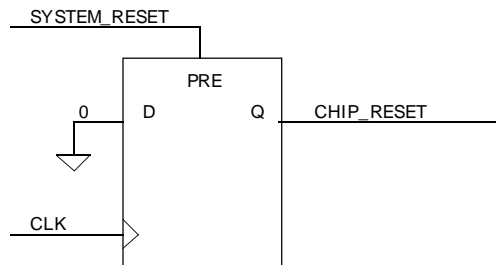 SYSTEM_RESET
PRE
0
D
Q
CHIP_RESET
CLK